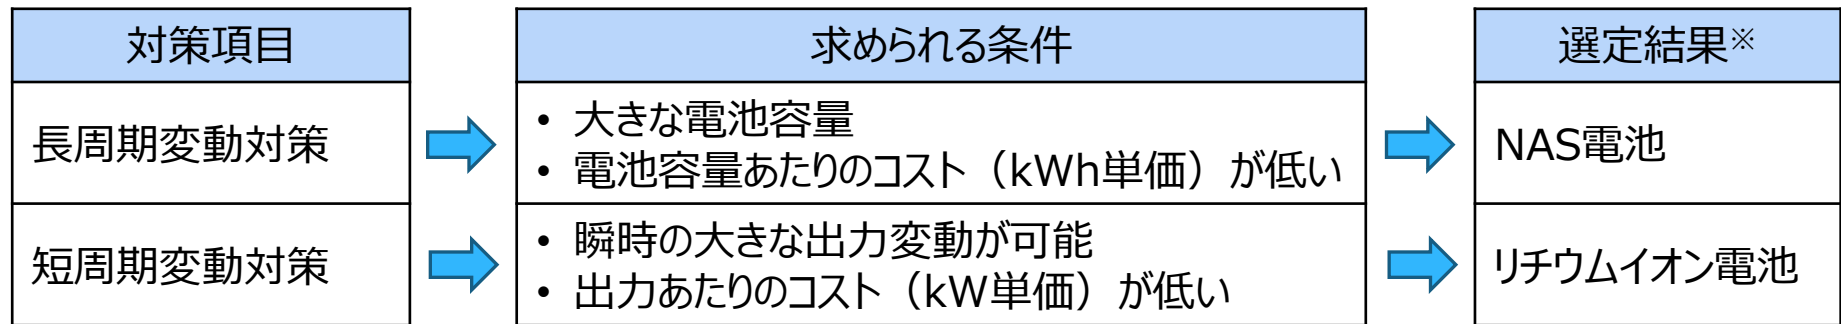 対策項目
求められる条件
選定結果※
長周期変動対策
• 大きな電池容量
• 電池容量あたりのコスト（kWh単価）が低い
NAS電池
短周期変動対策
• 瞬時の大きな出力変動が可能
• 出力あたりのコスト（kW単価）が低い
リチウムイオン電池